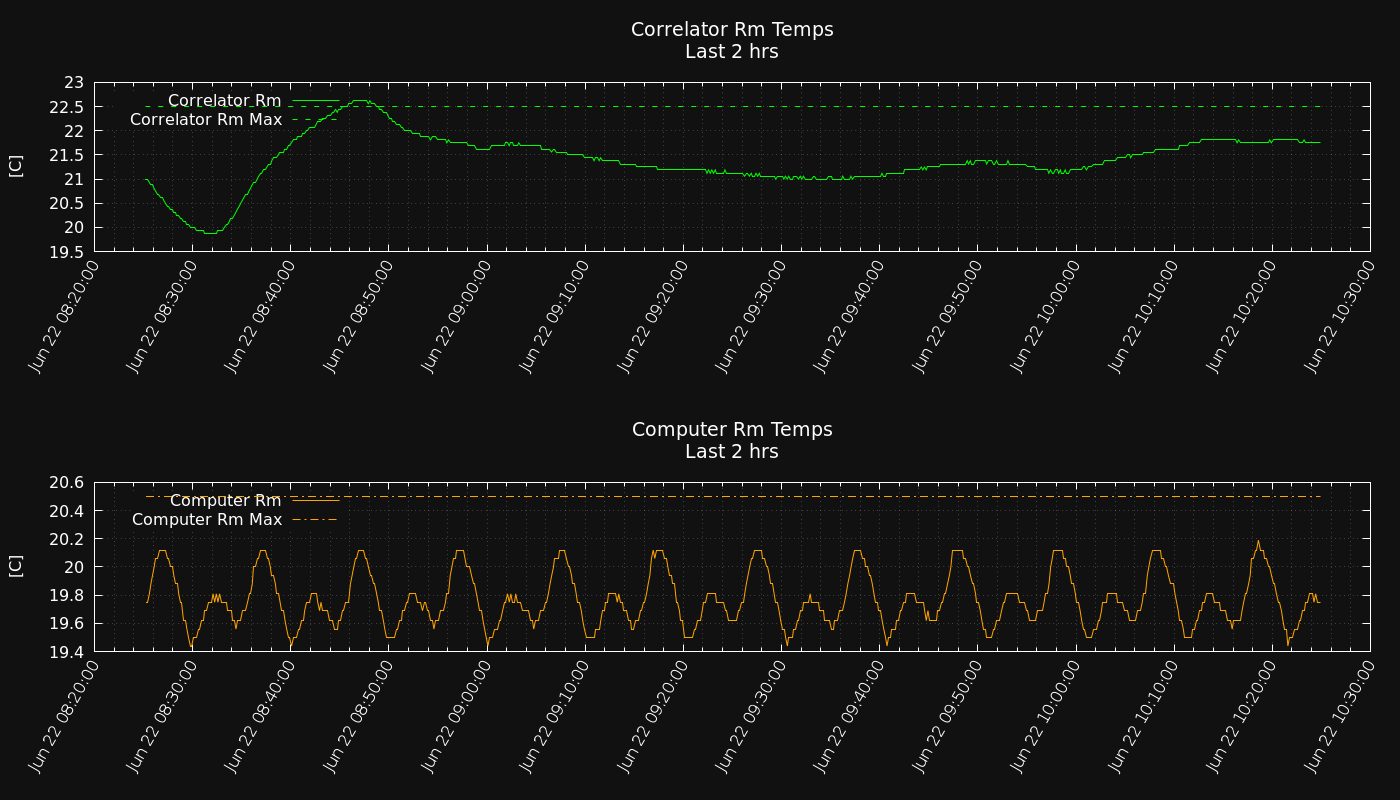 Correlator Rm Temps
Last 2 hrs
23
22.5
22
21.5
21
20.5
20
19.5
[C]
Correlator Rm
Correlator Rm Max
Jun 22 08:20:00
Jun 22 08:30:00
Jun 22 08:40:00
Jun 22 08:50:00
Jun 22 09:00:00
Jun 22 09:10:00
Jun 22 09:20:00
Jun 22 09:30:00
Jun 22 09:40:00
Jun 22 09:50:00
Jun 22 10:00:00
Jun 22 10:10:00
Jun 22 10:20:00
Jun 22 10:30:00
Computer Rm Temps
Last 2 hrs
20.6
20.4
20.2
20
19.8
19.6
19.4
[C]
Computer Rm
Computer Rm Max
Jun 22 08:20:00
Jun 22 08:30:00
Jun 22 08:40:00
Jun 22 08:50:00
Jun 22 09:00:00
Jun 22 09:10:00
Jun 22 09:20:00
Jun 22 09:30:00
Jun 22 09:40:00
Jun 22 09:50:00
Jun 22 10:00:00
Jun 22 10:10:00
Jun 22 10:20:00
Jun 22 10:30:00